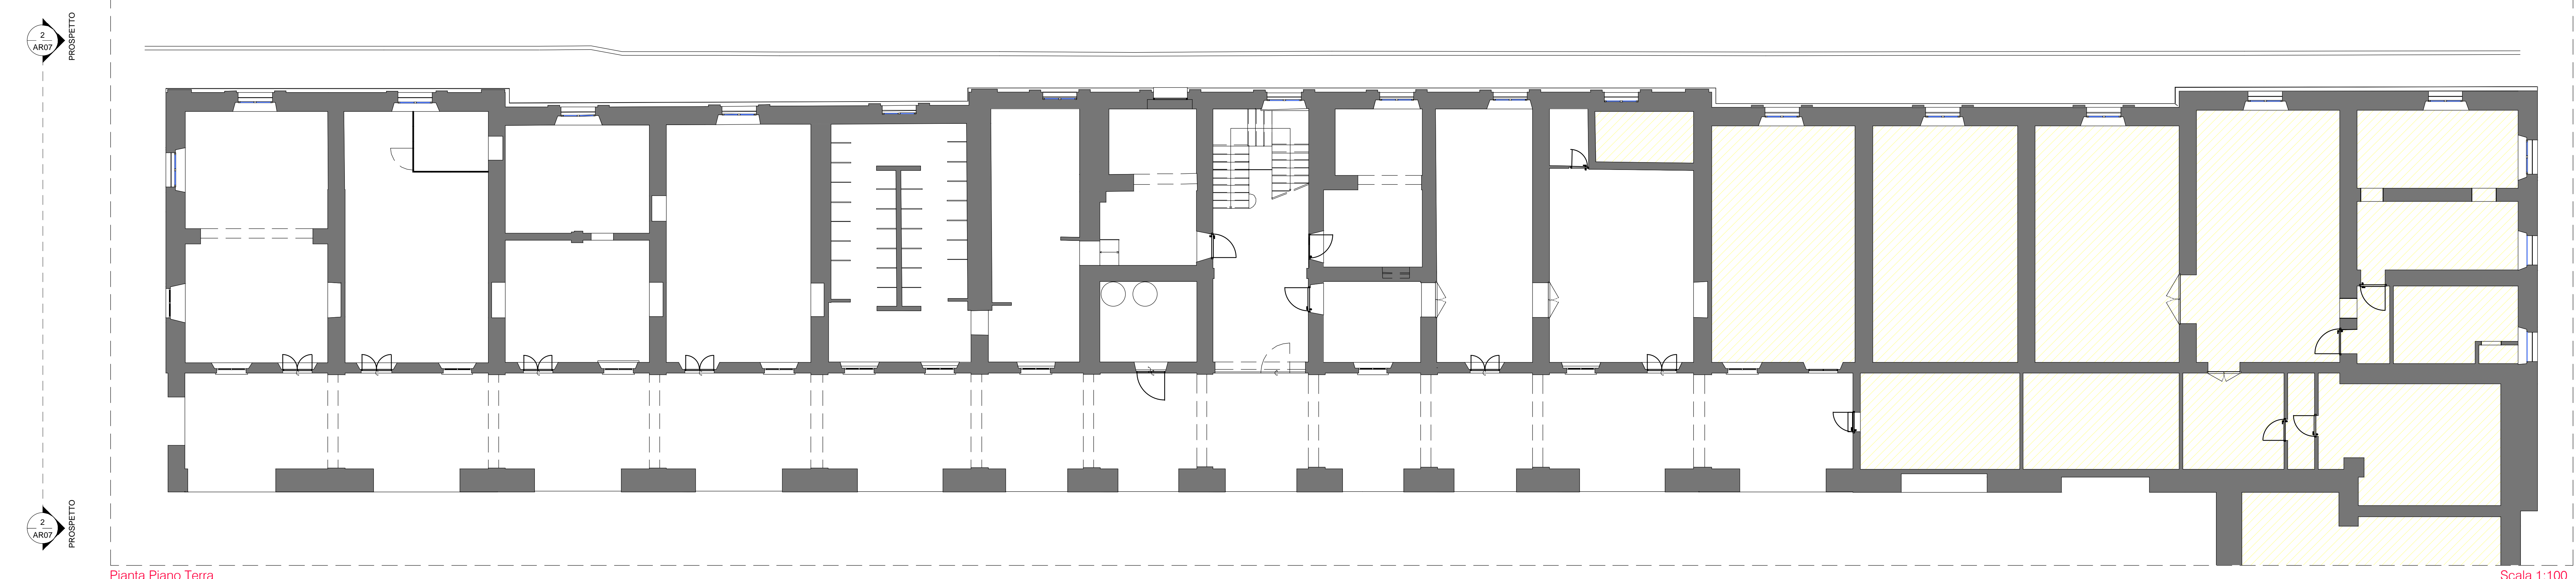 2
AR07
PROSPETTO
2
AR07
PROSPETTO
Pianta Piano Terra
Scala 1:100